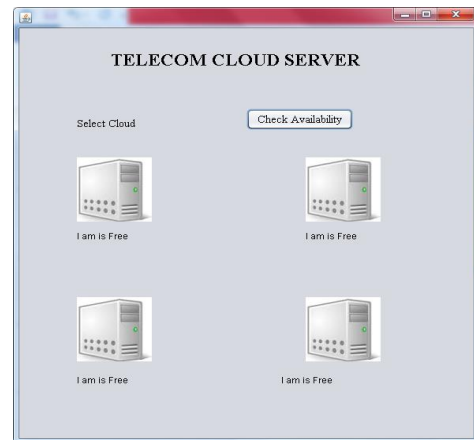 TELECOM CLOUD SERVER
Select Cloud
Check Availability
I am is Free
I am is Free
I am is Free
I am is Free